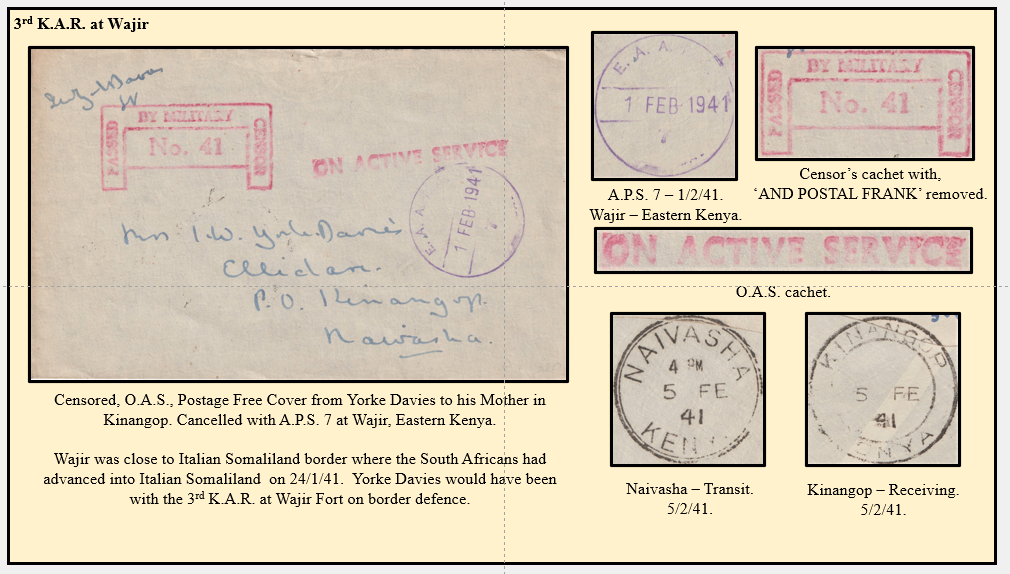 3rd K.A.R. at Wajir
PASSED
BY MILITARY
CENSOR
No. 41
ON ACTIVE SERVICE
E.A.A.
1 FEB 1941
7
Mrs I.W. Yorke Davies
Ellidan.
P.O. Kinangop.
Naivasha.
Censored, O.A.S., Postage Free Cover from Yorke Davies to his Mother in
Kinangop. Cancelled with A.P.S. 7 at Wajir, Eastern Kenya.
Wajir was close to Italian Somaliland border where the South Africans had
advanced into Italian Somaliland on 24/1/41. Yorke Davies would have been
with the 3rd K.A.R. at Wajir Fort on border defence.
E. A. A.
1 FEB 1941
7
A.P.S. 7 – 1/2/41.
Wajir – Eastern Kenya.
PASSED
BY MILITARY
CENSOR
No. 41
Censor's cachet with,
‘AND POSTAL FRANK’ removed.
ON ACTIVE SERVICE
O.A.S. cachet.
NAIVASHA
4 PM
5 FE
41
KEN
Naivasha – Transit.
5/2/41.
KINANGOP
5 FE
41
KENYA
Kinangop – Receiving.
5/2/41.